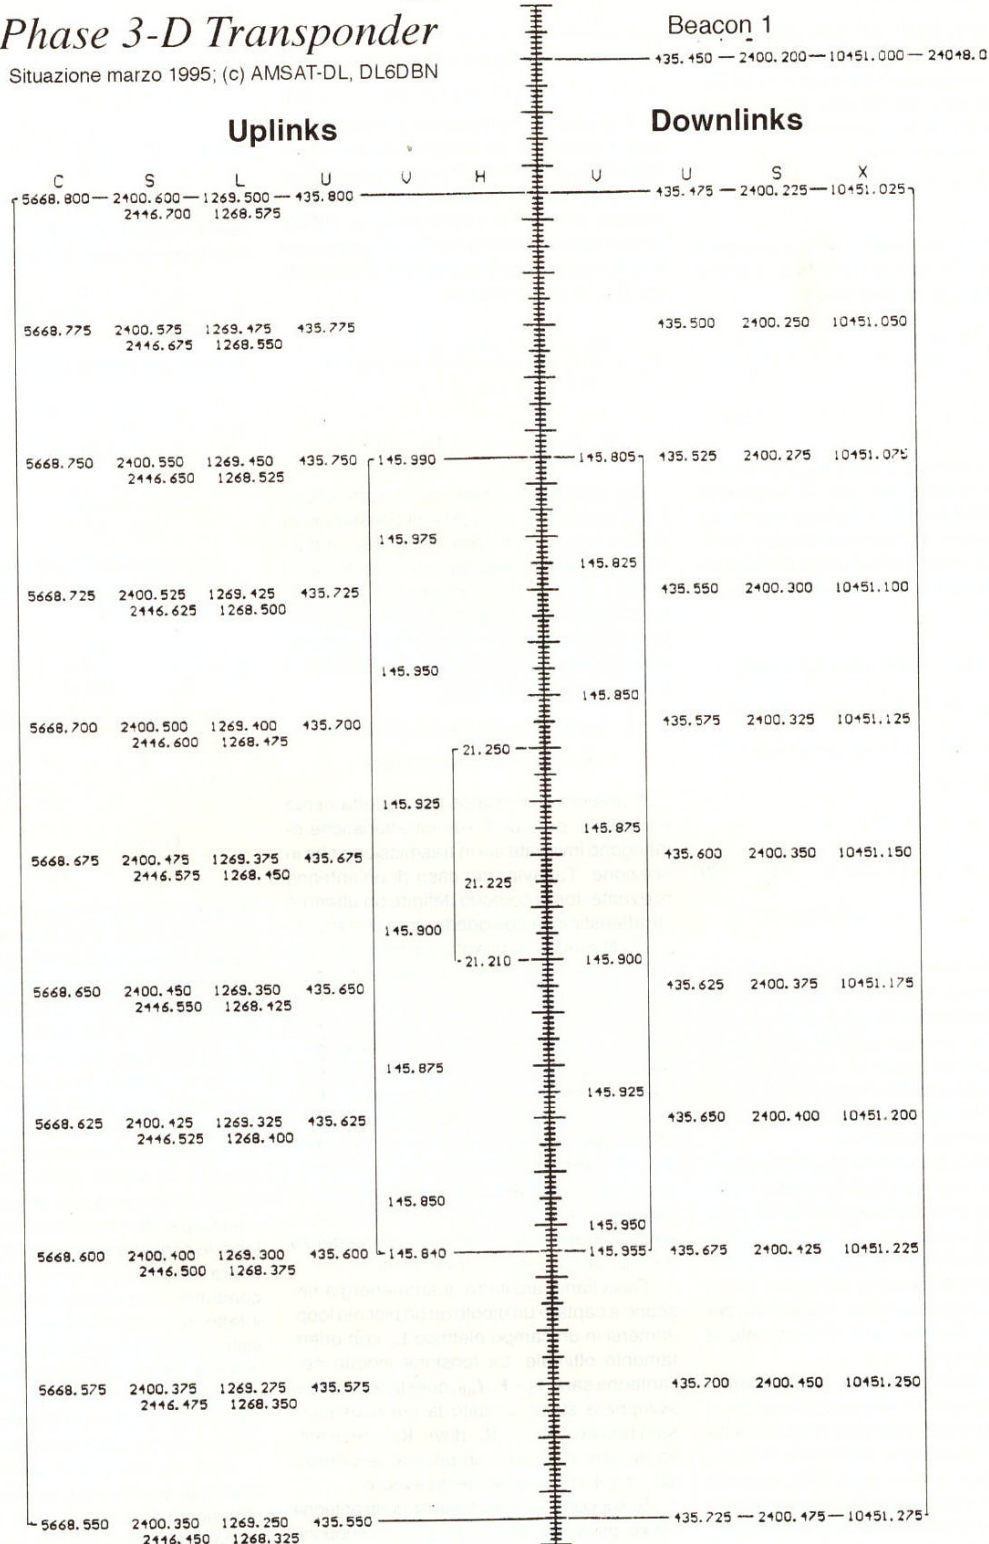 Phase 3-D Transponder
Situazione marzo 1995; (c) AMSAT-DL, DL6DBN
Beacon 1
435.450 — 2400.200 — 10451.000 — 24048.0
Uplinks
Downlinks
C S L U V H V U S X
5668.800 — 2400.600 — 1269.500 — 435.800 435.475 — 2400.225 — 10451.025
2446.700 1268.575
5668.775 2400.575 1269.475 435.775 435.500 2400.250 10451.050
2446.675 1268.550
5668.750 2400.550 1269.450 435.750 145.990 145.805 435.525 2400.275 10451.075
2446.650 1268.525
145.975
145.825
5668.725 2400.525 1269.425 435.725 435.550 2400.300 10451.100
2446.625 1268.500
145.950
145.850
5668.700 2400.500 1269.400 435.700 435.575 2400.325 10451.125
2446.600 1268.475
21.250
145.925
145.875
5668.675 2400.475 1269.375 435.675 435.600 2400.350 10451.150
2446.575 1268.450
21.225
145.900
21.210 145.900
5668.650 2400.450 1269.350 435.650 435.625 2400.375 10451.175
2446.550 1268.425
145.875
145.925
5668.625 2400.425 1269.325 435.625 435.650 2400.400 10451.200
2446.525 1268.400
145.850
145.950
5668.600 2400.400 1269.300 435.600 145.840 145.955 435.675 2400.425 10451.225
2446.500 1268.375
5668.575 2400.375 1269.275 435.575 435.700 2400.450 10451.250
2446.475 1268.350
5668.550 2400.350 1269.250 435.550 435.725 — 2400.475 — 10451.275
2446.450 1268.325